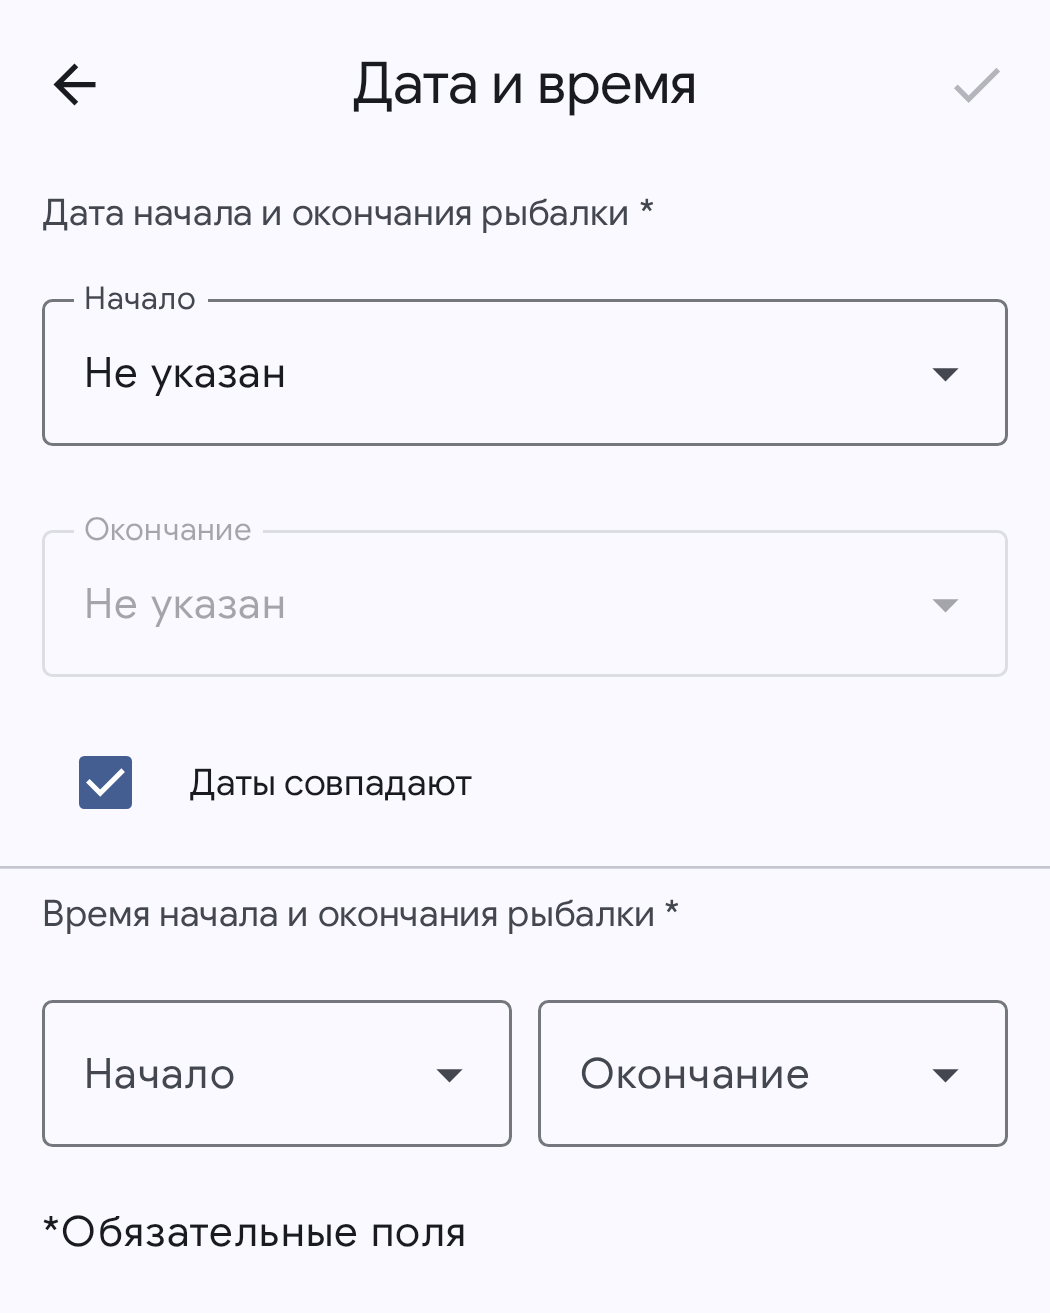 Дата и время
Дата начала и окончания рыбалки *
Начало
Не указан
Окончание
Не указан
Даты совпадают
Время начала и окончания рыбалки *
Начало
Окончание
*Обязательные поля